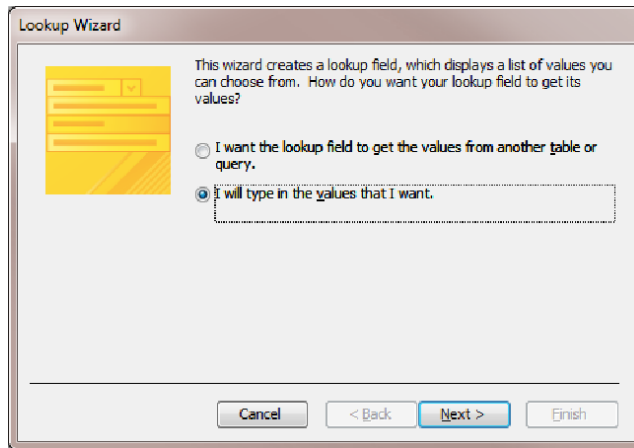 Lookup Wizard
This wizard creates a lookup field, which displays a list of values you
can choose from. How do you want your lookup field to get its
values?
I want the lookup field to get the values from another table or
query.
I will type in the values that I want.
Cancel
< Back
Next >
Finish